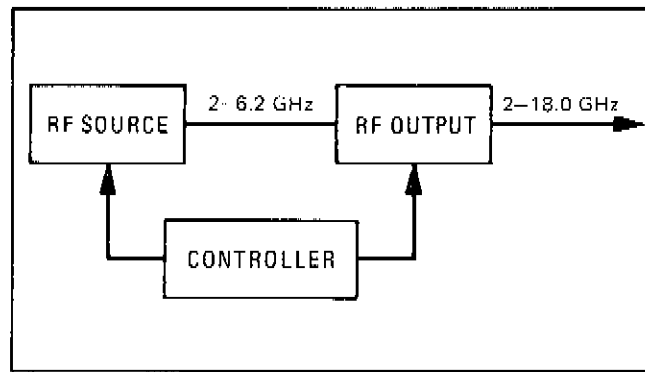 2-6.2 GHz
2–18.0 GHz
RF SOURCE
RF OUTPUT
CONTROLLER